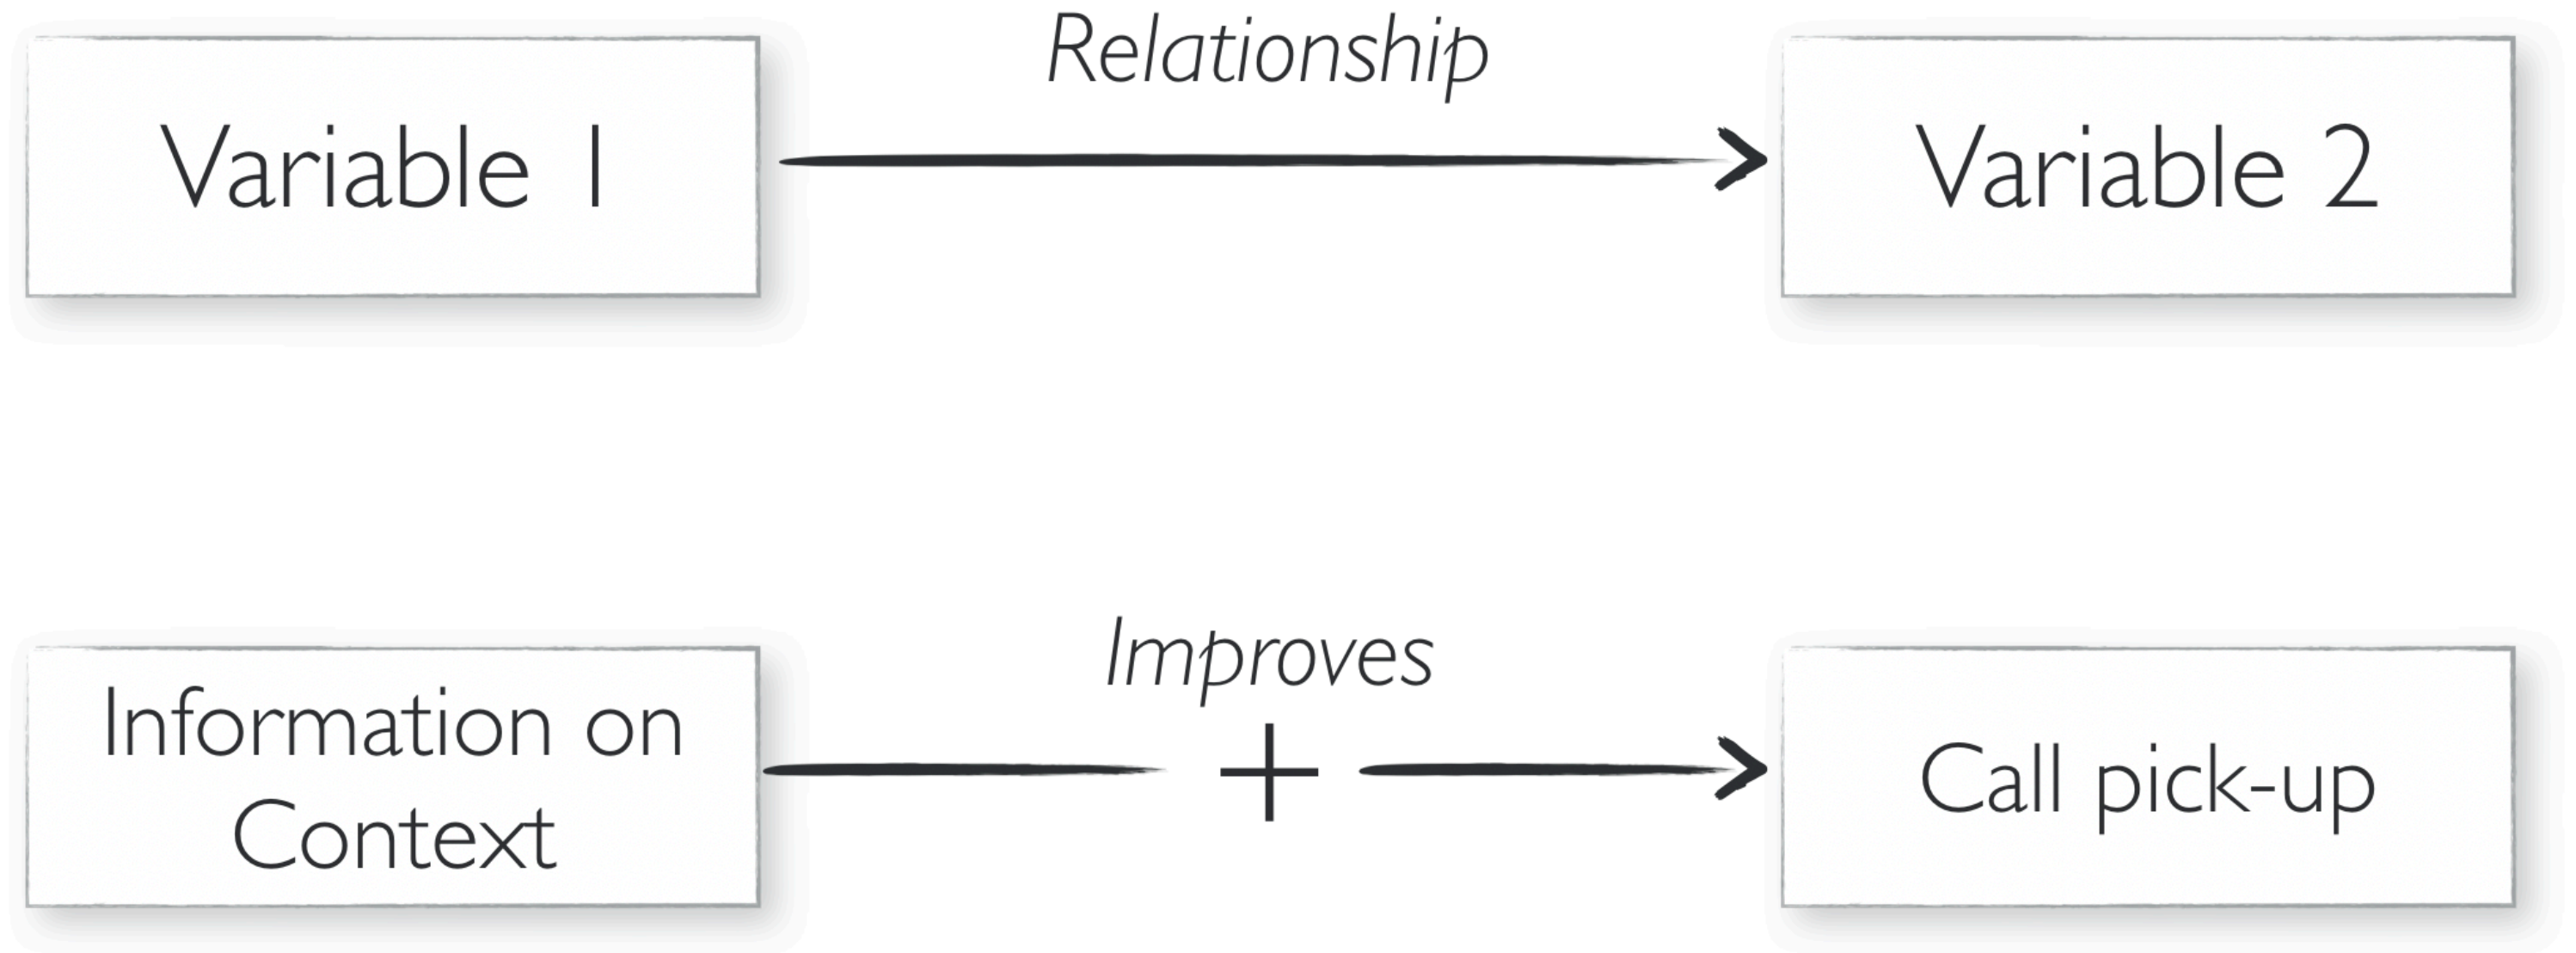 Relationship
Variable 1
Variable 2
Improves
Information on
Context
+
Call pick-up